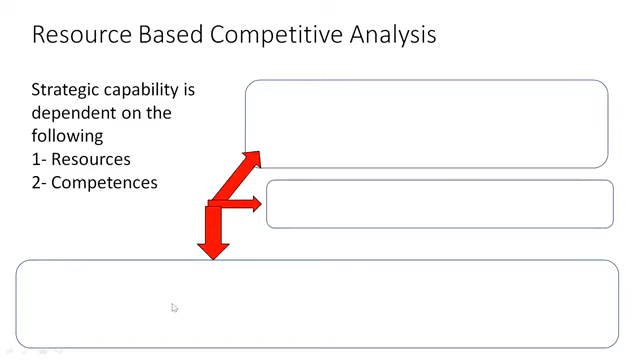 Resource Based Competitive Analysis
Strategic capability is
dependent on the
following
1- Resources
2- Competences